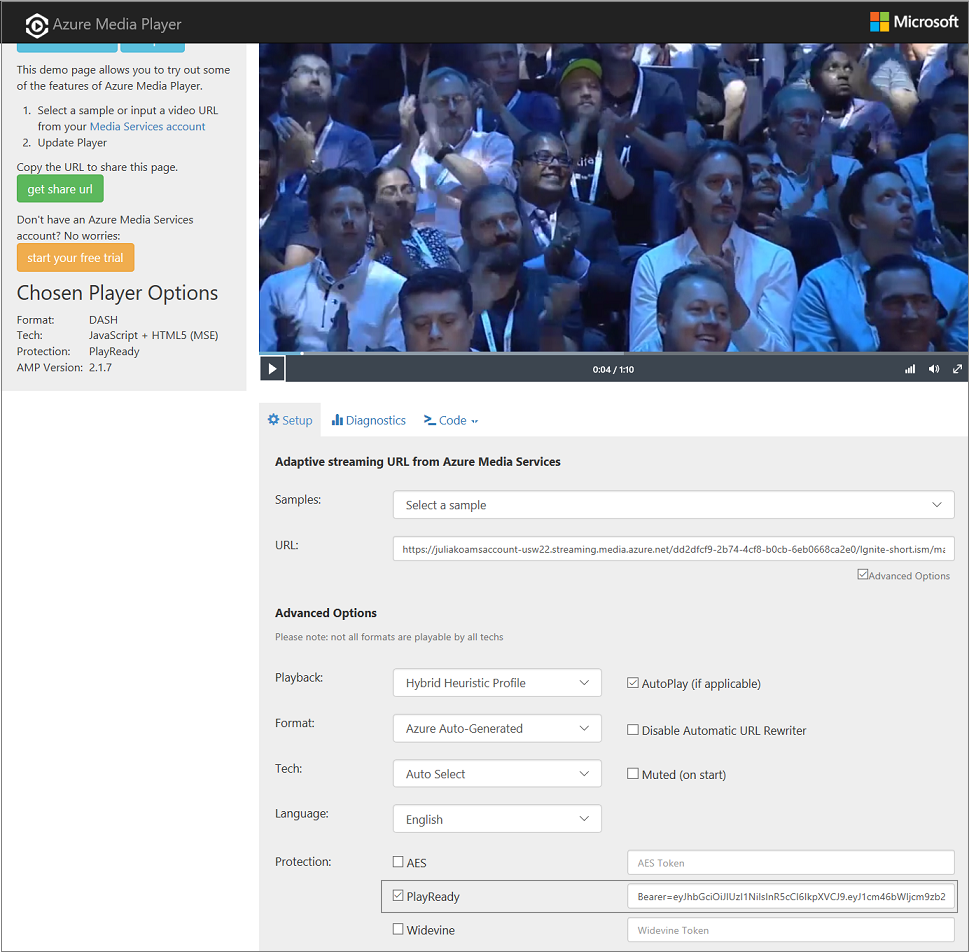 Azure Media Player
Microsoft
This demo page allows you to try out some
of the features of Azure Media Player.
1. Select a sample or input a video URL
from your Media Services account
2. Update Player
Copy the URL to share this page.
get share url
Don't have an Azure Media Services
account? No worries:
start your free trial
Chosen Player Options
Format: DASH
Tech: JavaScript + HTML5 (MSE)
Protection: PlayReady
AMP Version: 2.1.7
0:04 / 1:10
Setup Diagnostics Code
Adaptive streaming URL from Azure Media Services
Samples: Select a sample
URL: https://juliakoamsaccount-usw22.streaming.media.azure.net/dd2dfcf9-2b74-4cf8-b0cb-6eb0668ca2e0/Ignite-short.ism/ma
Advanced Options
Advanced Options
Please note: not all formats are playable by all techs
Playback: Hybrid Heuristic Profile AutoPlay (if applicable)
Format: Azure Auto-Generated Disable Automatic URL Rewriter
Tech: Auto Select Muted (on start)
Language: English
Protection: AES AES Token
PlayReady Bearer=eyJhbGciOiJIUzI1NiIsInR5cCI6IkpXVCJ9.eyJ1cm46bWljcm9zb2
Widevine Widevine Token